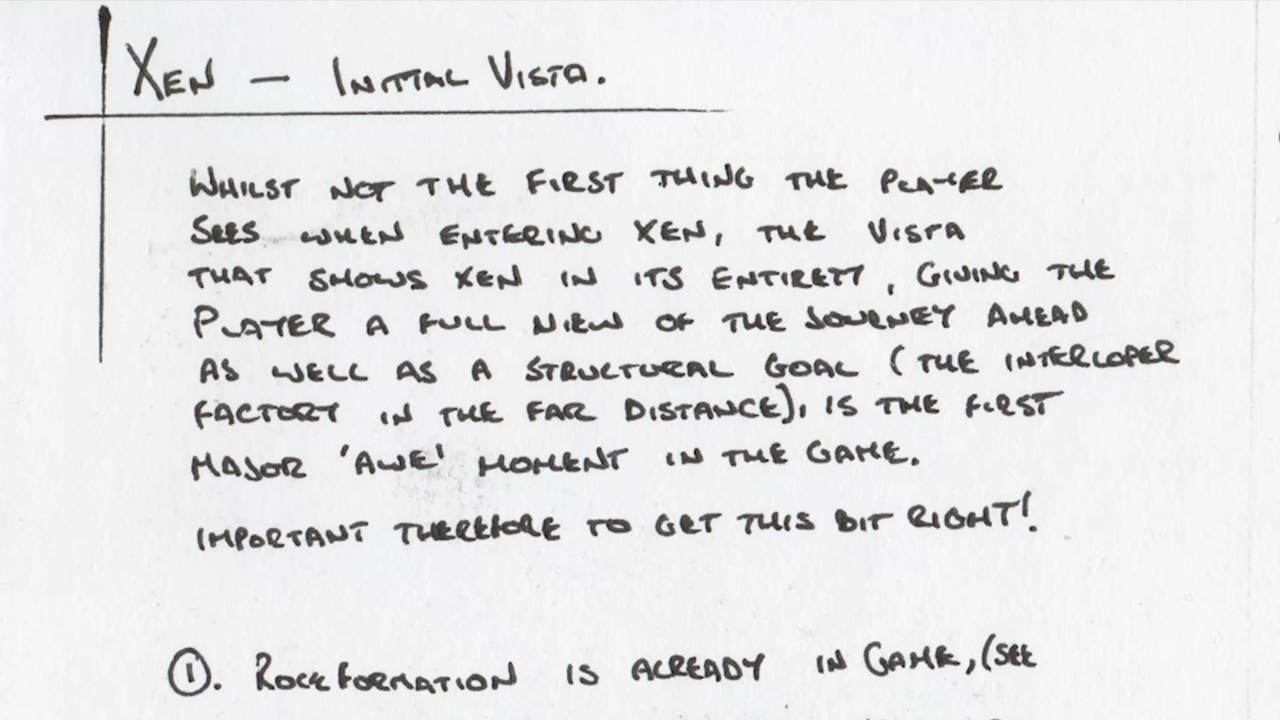 XEN — INITIAL VISTA.
WHILST NOT THE FIRST THING THE PLAYER
SEES WHEN ENTERING XEN, THE VISTA
THAT SHOWS XEN IN ITS ENTIRETY, GIVING THE
PLAYER A FULL VIEW OF THE JOURNEY AHEAD
AS WELL AS A STRUCTURAL GOAL (THE INTERLOPER
FACTORY IN THE FAR DISTANCE), IS THE FIRST
MAJOR 'AWE' MOMENT IN THE GAME.
IMPORTANT THEREFORE TO GET THIS BIT RIGHT!
①. ROCK FORMATION IS ALREADY IN GAME, (SEE